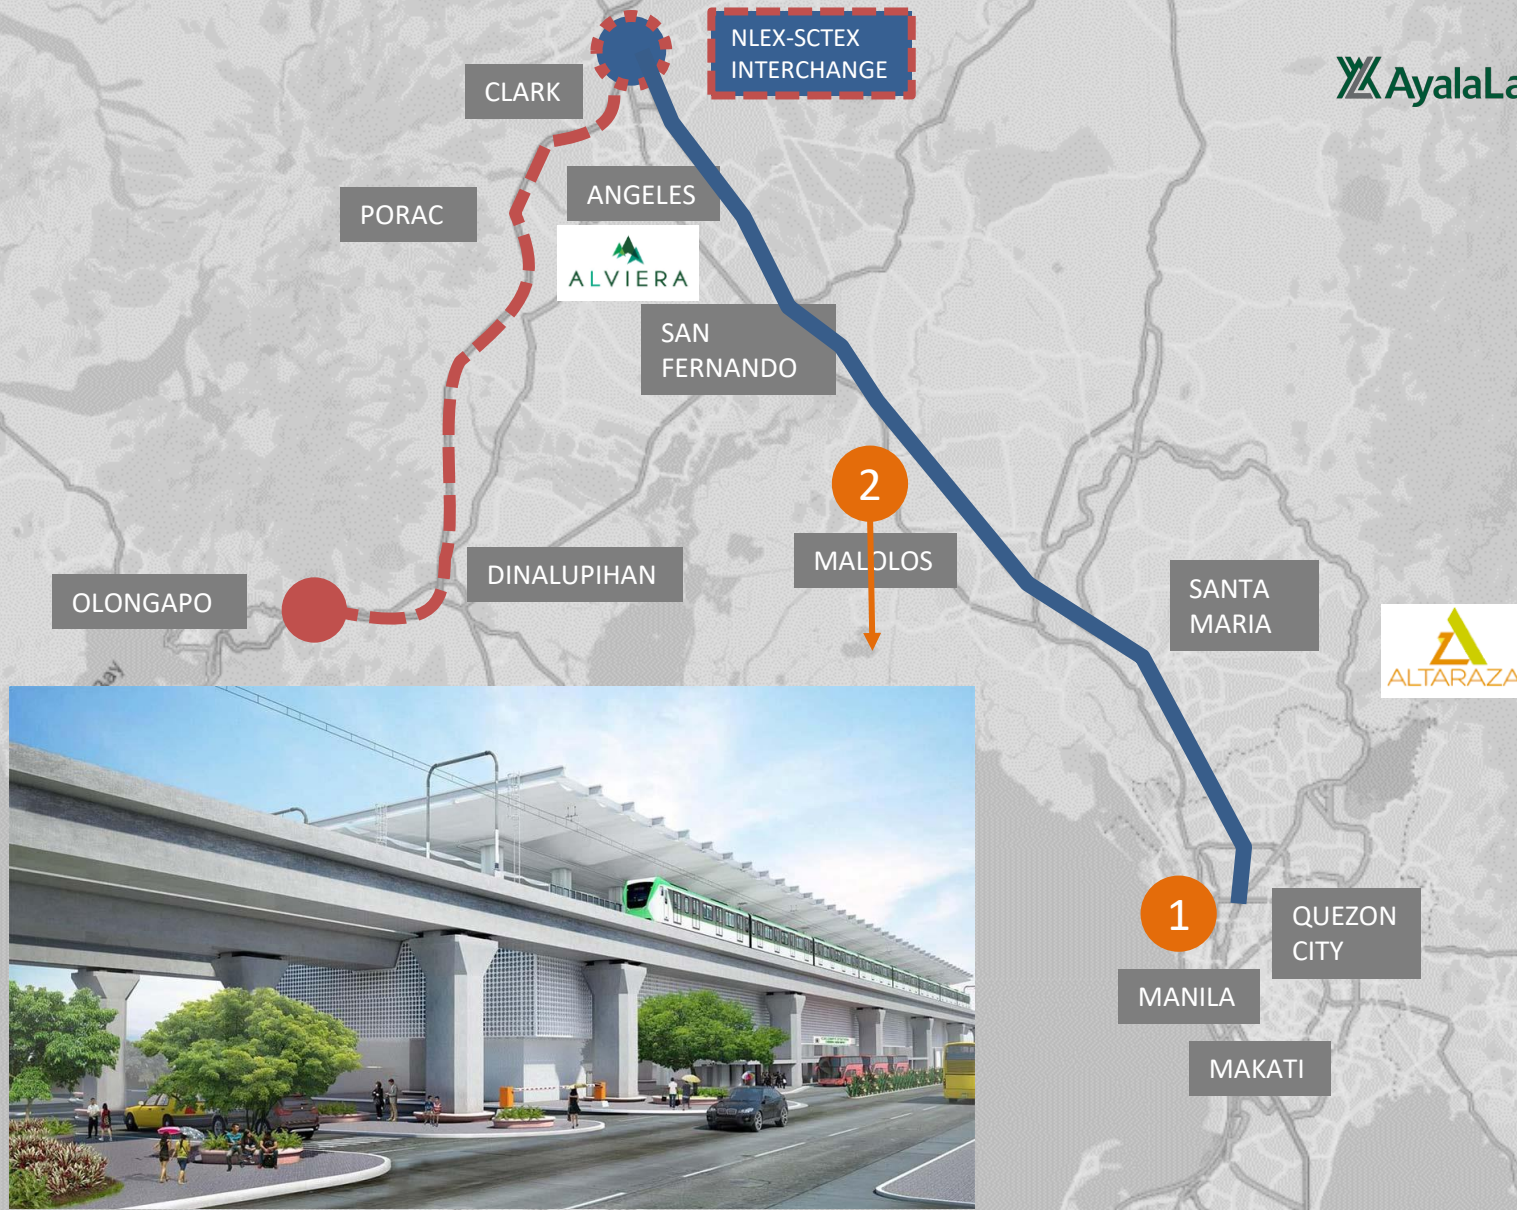 NLEX-SCTEX
INTERCHANGE
AyalaLa
CLARK
ANGELES
PORAC
ALVIERA
SAN
FERNANDO
2
MALOLOS
DINALUPIHAN
OLONGAPO
SANTA
MARIA
ALTARAZA
1
QUEZON
CITY
MANILA
MAKATI